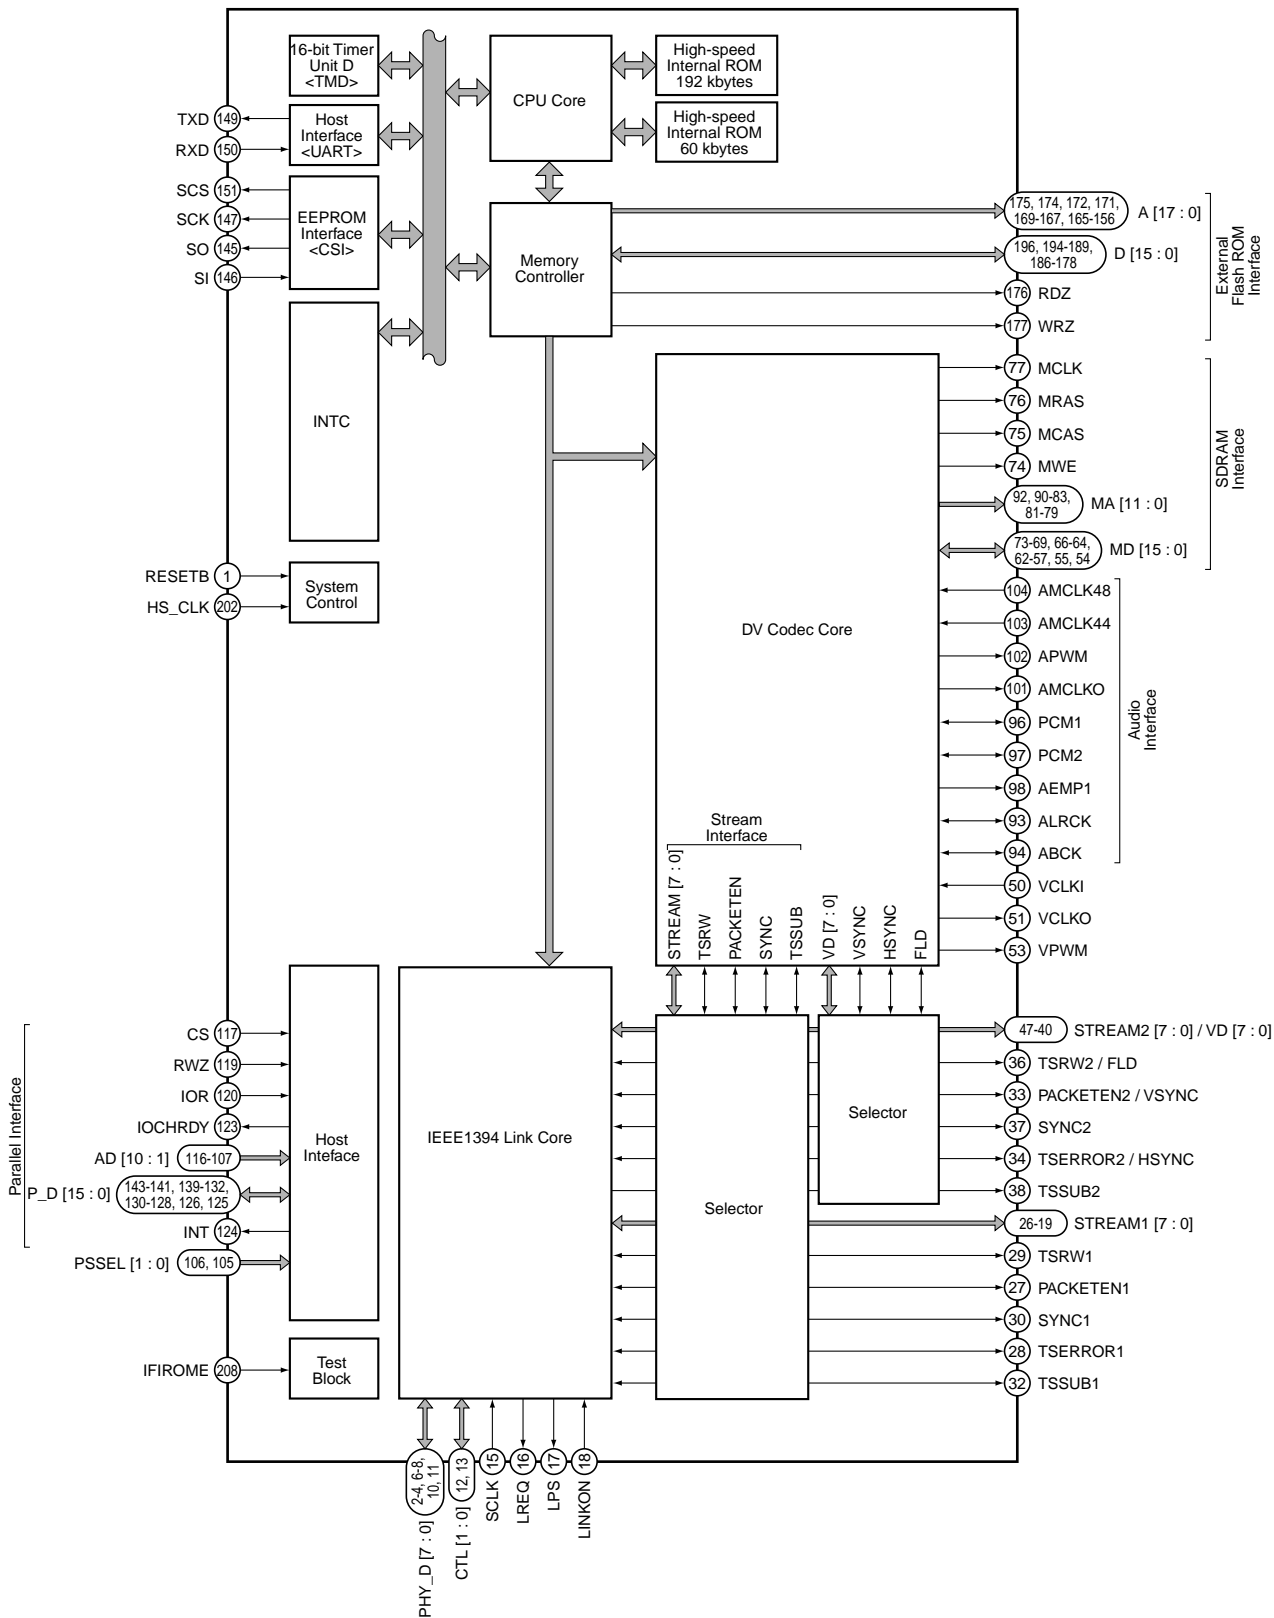 16-bit Timer
Unit D
<TMD>
CPU Core
High-speed
Internal ROM
192 kbytes
High-speed
Internal ROM
60 kbytes
TXD 149
RXD 150
Host
Interface
<UART>
SCS 151
SCK 147
SO 145
SI 146
EEPROM
Interface
<CSI>
Memory
Controller
175, 174, 172, 171,
169-167, 165-156
A [17 : 0]
196, 194-189,
186-178
D [15 : 0]
176 RDZ
177 WRZ
External
Flash ROM
Interface
INTC
77 MCLK
76 MRAS
75 MCAS
74 MWE
92, 90-83,
81-79
MA [11 : 0]
73-69, 66-64,
62-57, 55, 54
MD [15 : 0]
SDRAM
Interface
RESETB 1
HS_CLK 202
System
Control
DV Codec Core
104 AMCLK48
103 AMCLK44
102 APWM
101 AMCLKO
96 PCM1
97 PCM2
98 AEMP1
93 ALRCK
94 ABCK
Audio
Interface
50 VCLKI
51 VCLKO
53 VPWM
Stream
Interface
STREAM [7 : 0]
TSRW
PACKETEN
SYNC
TSSUB
VD [7 : 0]
VSYNC
HSYNC
FLD
Parallel Interface
CS 117
RWZ 119
IOR 120
IOCHRDY 123
AD [10 : 1] 116-107
P_D [15 : 0]
143-141, 139-132,
130-128, 126, 125
INT 124
PSSEL [1 : 0] 106, 105
Host
Inteface
IEEE1394 Link Core
Selector
Selector
47-40 STREAM2 [7 : 0] / VD [7 : 0]
36 TSRW2 / FLD
33 PACKETEN2 / VSYNC
37 SYNC2
34 TSERROR2 / HSYNC
38 TSSUB2
26-19 STREAM1 [7 : 0]
29 TSRW1
27 PACKETEN1
30 SYNC1
28 TSERROR1
32 TSSUB1
IFIROME 208
Test
Block
2-4, 6-8,
10, 11
PHY_D [7 : 0]
12, 13
CTL [1 : 0]
15 SCLK
16 LREQ
17 LPS
18 LINKON